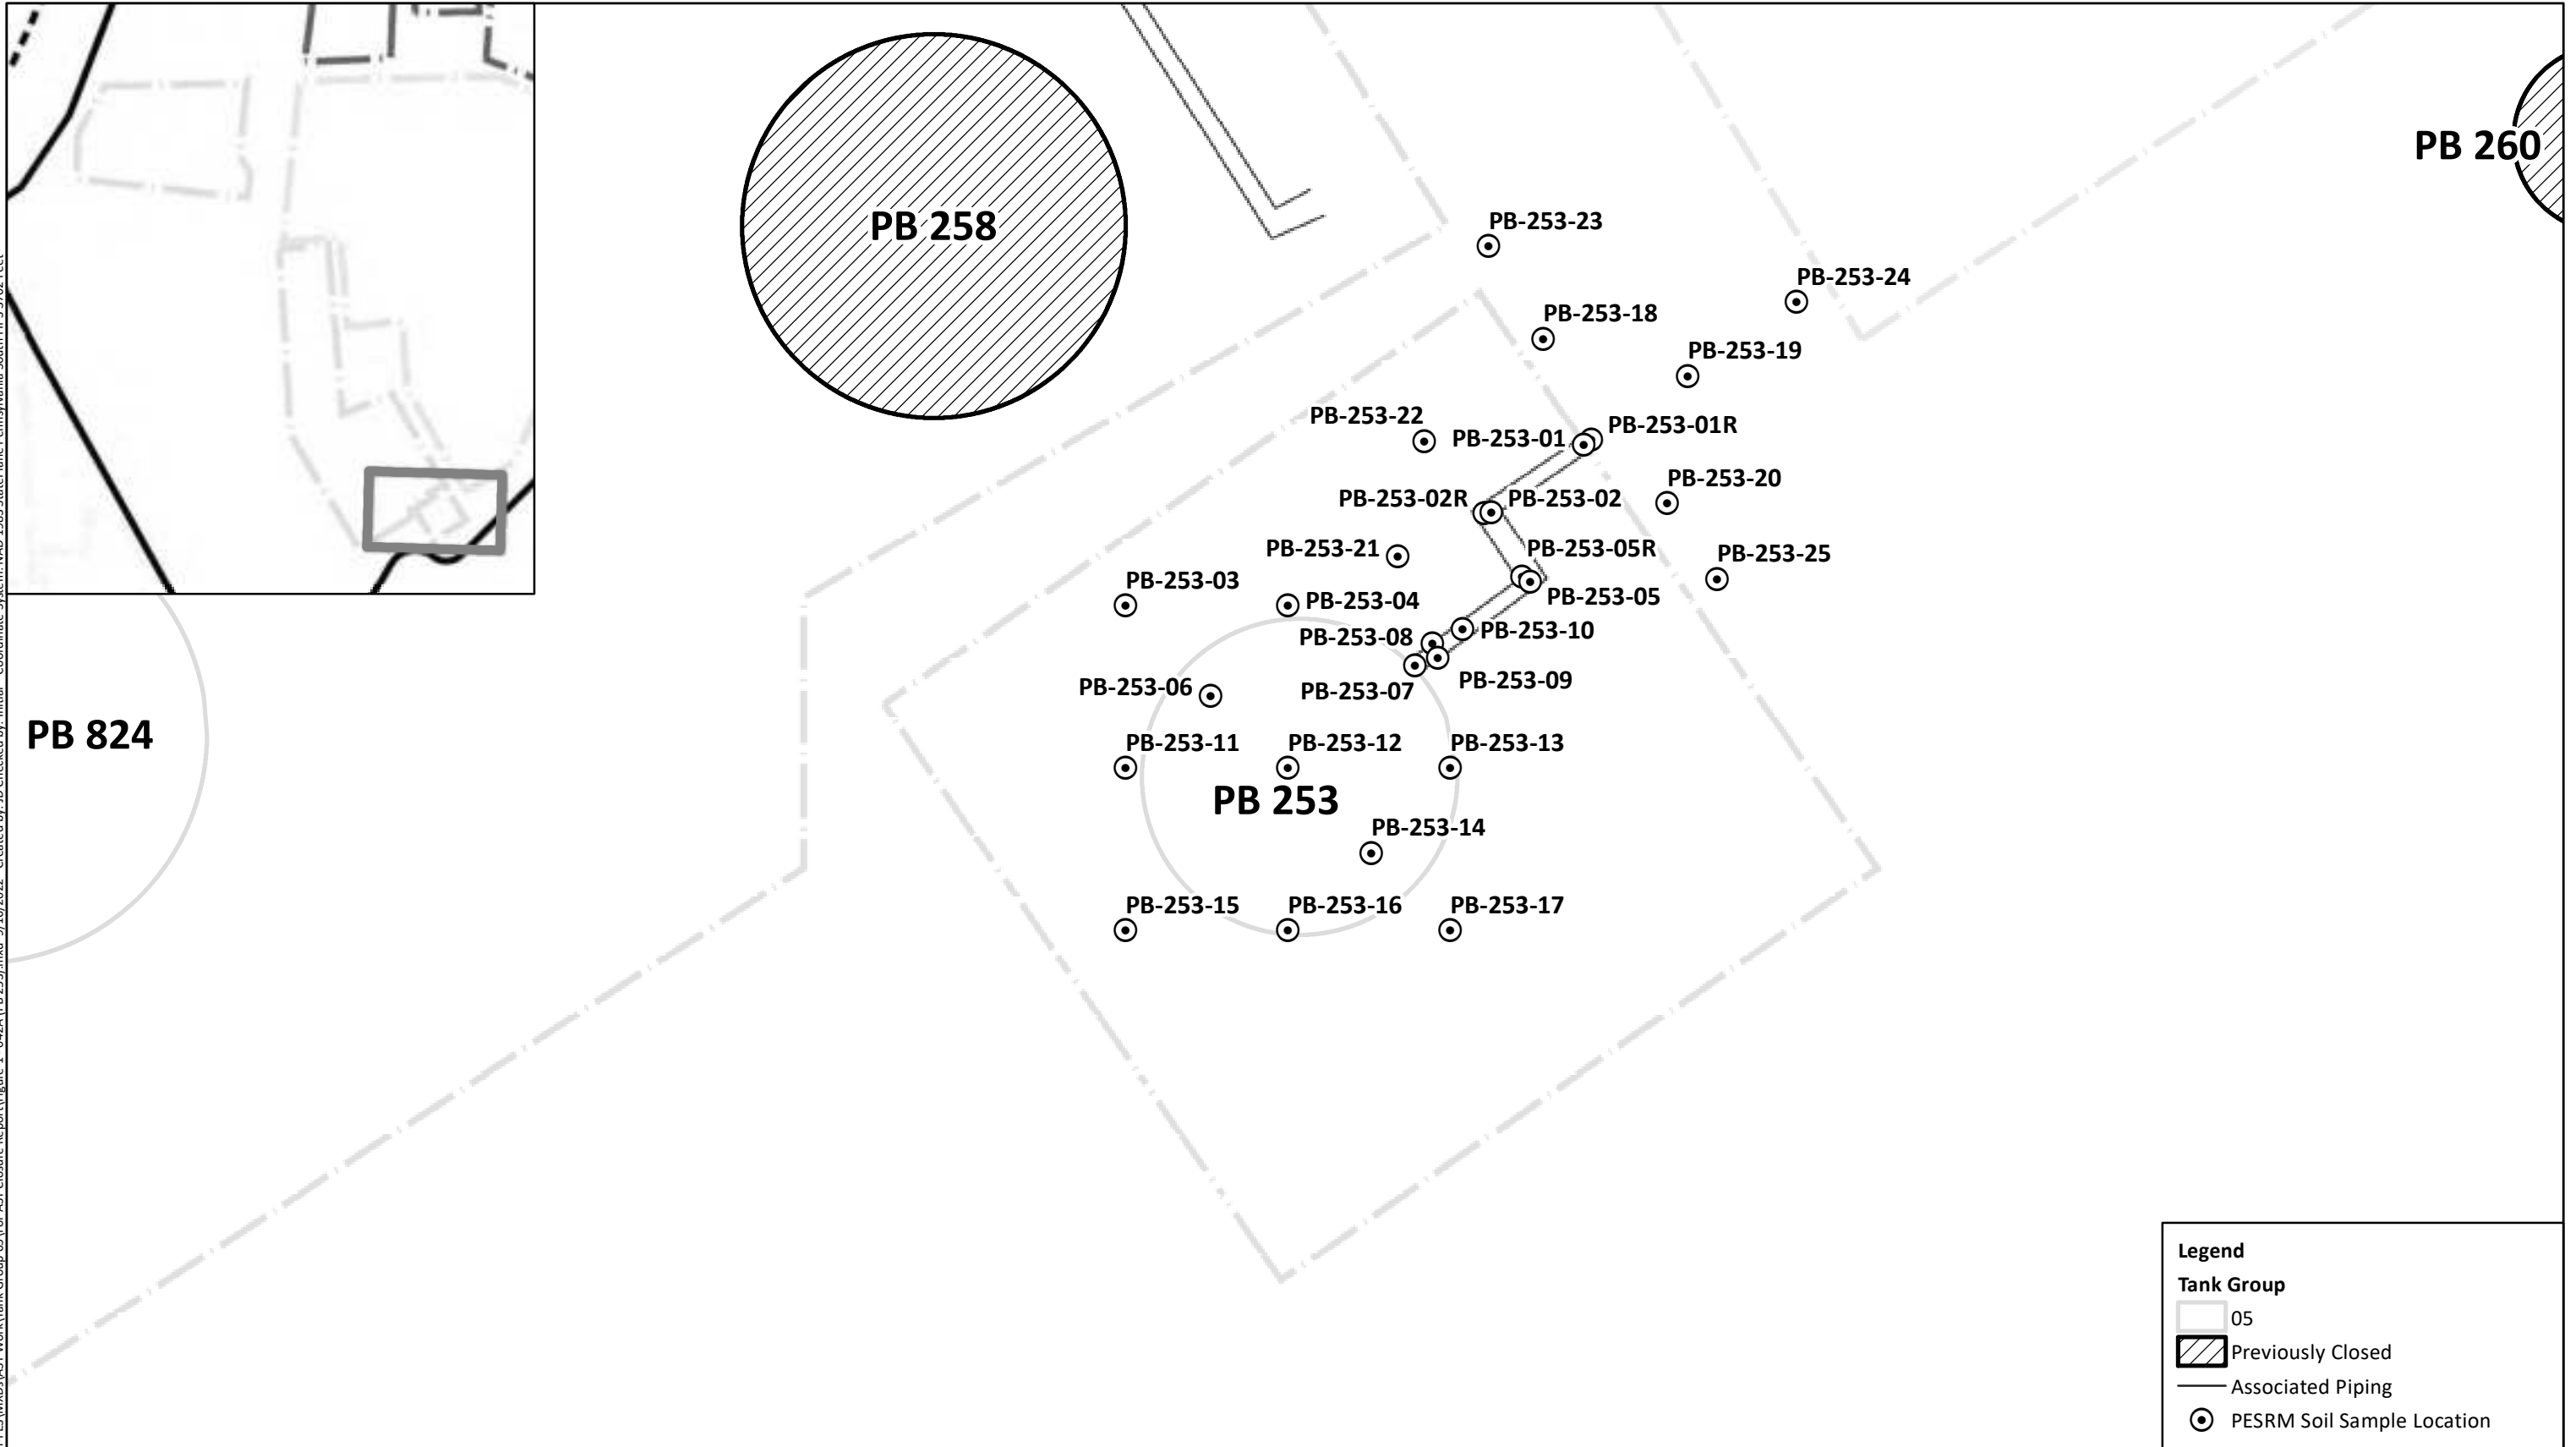 PB 258
PB 260
PB-253-23
PB-253-24
PB-253-18
PB-253-19
PB-253-22
PB-253-01
PB-253-01R
PB-253-20
PB-253-02R
PB-253-02
PB-253-21
PB-253-05R
PB-253-25
PB-253-03
PB-253-04
PB-253-05
PB-253-08
PB-253-10
PB-253-06
PB-253-07
PB-253-09
PB 824
PB-253-11
PB-253-12
PB-253-13
PB 253
PB-253-14
PB-253-15
PB-253-16
PB-253-17
Legend
Tank Group
05
Previously Closed
Associated Piping
PESRM Soil Sample Location